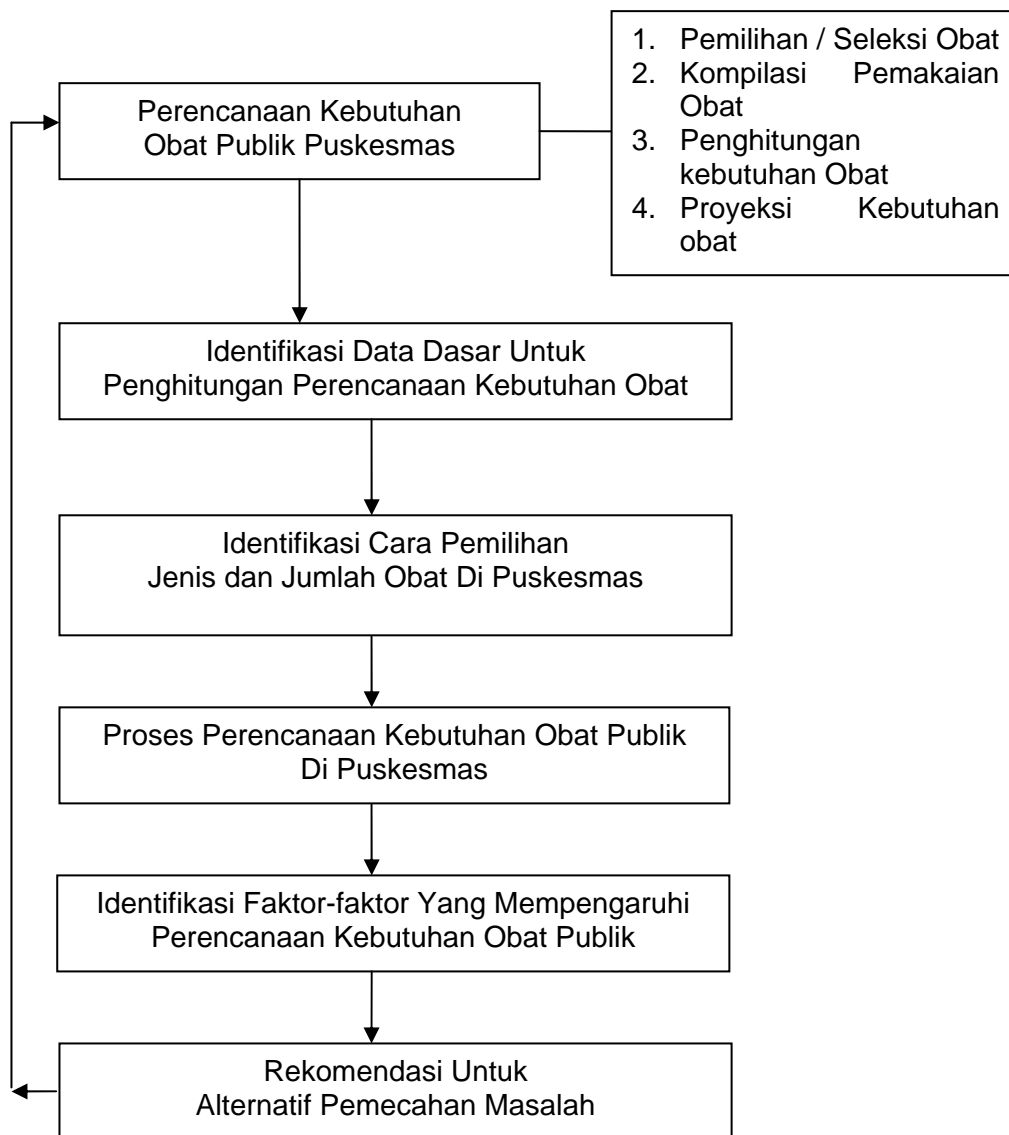 Perencanaan Kebutuhan
Obat Publik Puskesmas
1. Pemilihan / Seleksi Obat
2. Kompilasi Pemakaian
Obat
3. Penghitungan
kebutuhan Obat
4. Proyeksi Kebutuhan
obat
Identifikasi Data Dasar Untuk
Penghitungan Perencanaan Kebutuhan Obat
Identifikasi Cara Pemilihan
Jenis dan Jumlah Obat Di Puskesmas
Proses Perencanaan Kebutuhan Obat Publik
Di Puskesmas
Identifikasi Faktor-faktor Yang Mempengaruhi
Perencanaan Kebutuhan Obat Publik
Rekomendasi Untuk
Alternatif Pemecahan Masalah